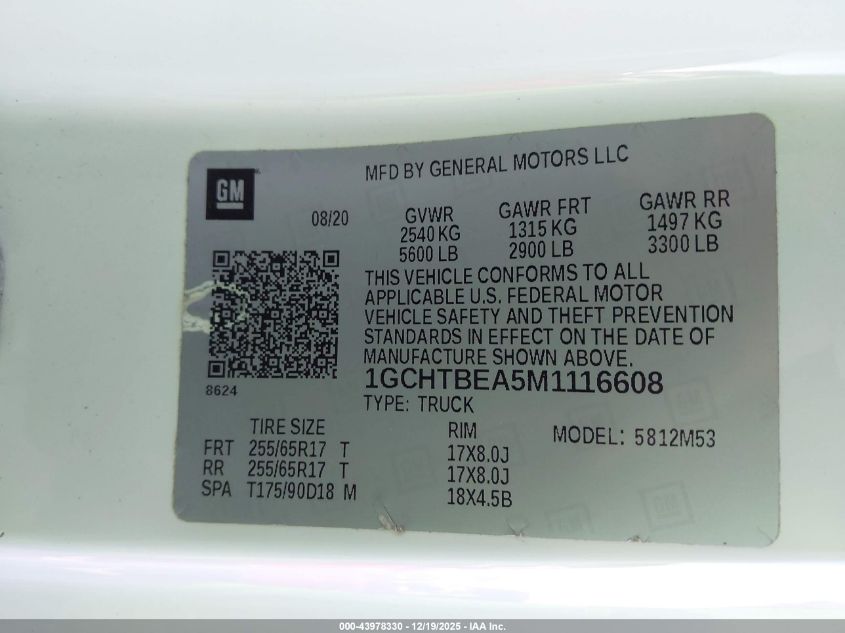 MFD BY GENERAL MOTORS LLC
GM
08/20
GVWR GAWR FRT GAWR RR
2540 KG 1315 KG 1497 KG
5600 LB 2900 LB 3300 LB
THIS VEHICLE CONFORMS TO ALL
APPLICABLE U.S. FEDERAL MOTOR
VEHICLE SAFETY AND THEFT PREVENTION
STANDARDS IN EFFECT ON THE DATE OF
MANUFACTURE SHOWN ABOVE.
8624
1GCHTBEA5M1116608
TYPE: TRUCK
TIRE SIZE RIM MODEL: 5812M53
FRT 255/65R17 T 17X8.0J
RR 255/65R17 T 17X8.0J
SPA T175/90D18 M 18X4.5B
000-43978330 - 12/19/2025 - IAA Inc.